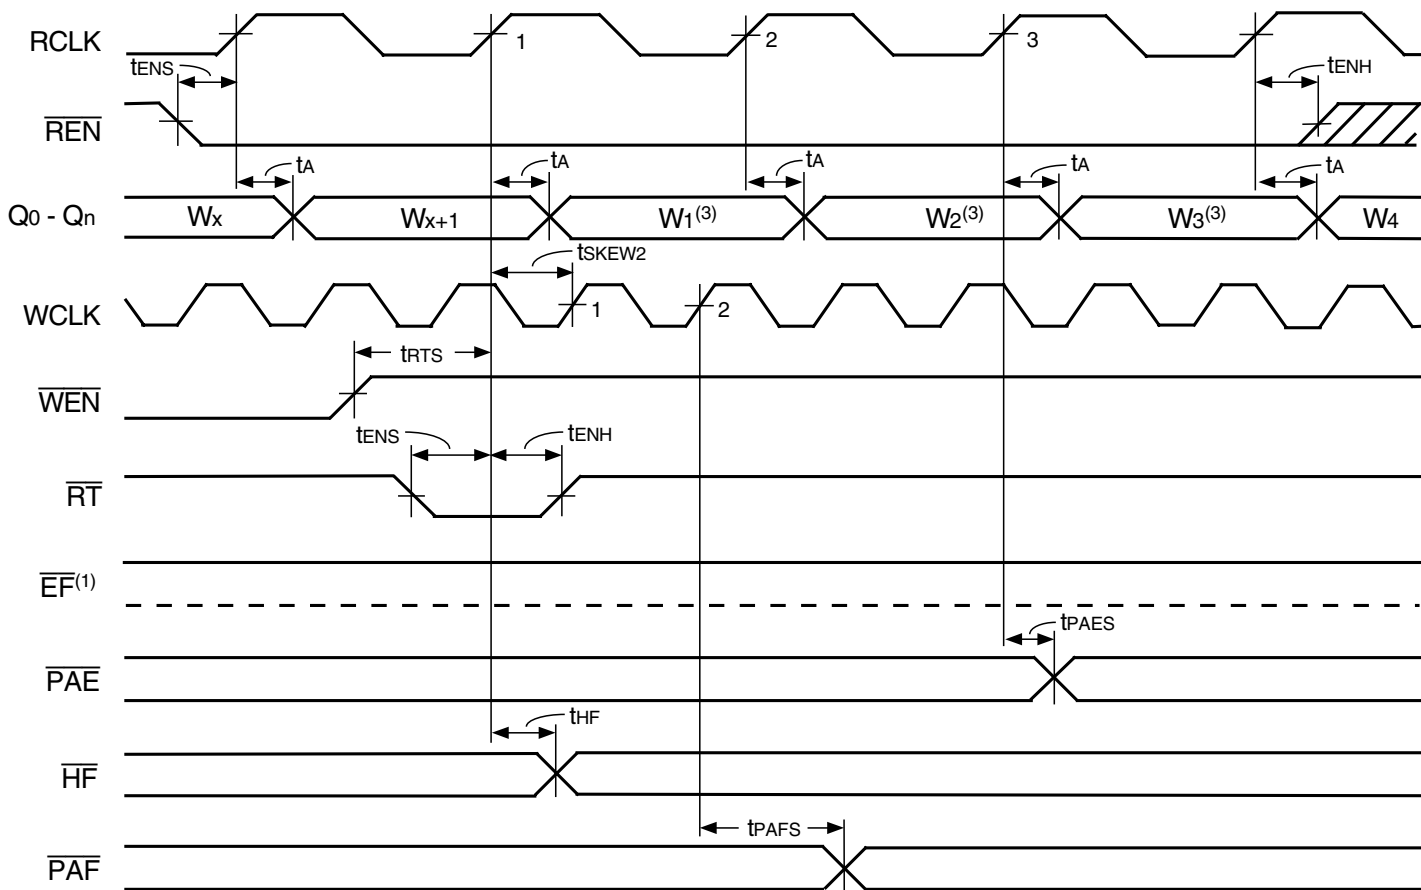 RCLK 1 2 3
tENS tENH
REN
tA tA tA tA tA
Q0 - Qn Wx Wx+1 W1(3) W2(3) W3(3) W4
tSKEW2
WCLK 1 2
tRTS
WEN
tENS tENH
RT
EF(1)
tPAES
PAE
tHF
HF
tPAFS
PAF